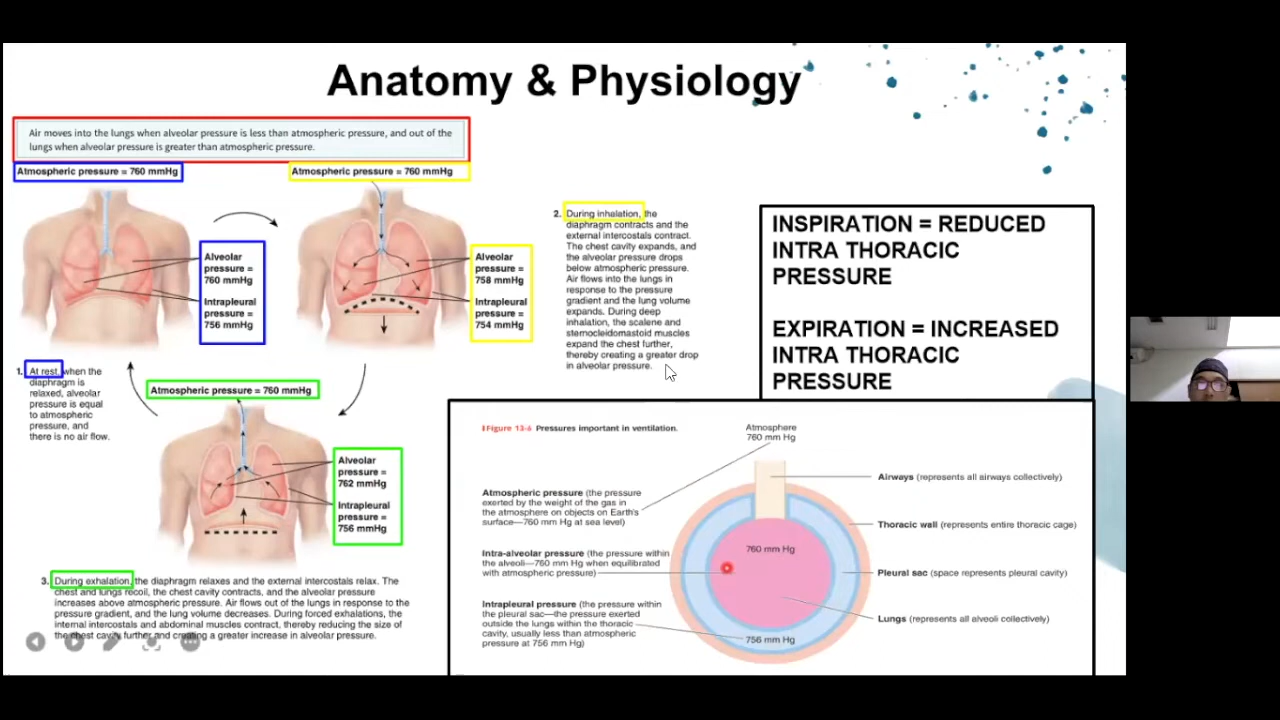 Anatomy & Physiology
Air moves into the lungs when alveolar pressure is less than atmospheric pressure, and out of the
lungs when alveolar pressure is greater than atmospheric pressure.
Atmospheric pressure = 760 mmHg
Atmospheric pressure = 760 mmHg
Alveolar
pressure =
760 mmHg
Intrapleural
pressure =
756 mmHg
Alveolar
pressure =
758 mmHg
Intrapleural
pressure =
754 mmHg
2. During inhalation, the
diaphragm contracts and the
external intercostals contract.
The chest cavity expands, and
the alveolar pressure drops
below atmospheric pressure.
Air flows into the lungs in
response to the pressure
gradient and the lung volume
expands. During deep
inhalation, the scalene and
sternocleidomastoid muscles
expand the chest further,
thereby creating a greater drop
in alveolar pressure.
INSPIRATION = REDUCED
INTRA THORACIC
PRESSURE
EXPIRATION = INCREASED
INTRA THORACIC
PRESSURE
1. At rest, when the
diaphragm is
relaxed, alveolar
pressure is equal
to atmospheric
pressure, and
there is no air flow.
Atmospheric pressure = 760 mmHg
Alveolar
pressure =
762 mmHg
Intrapleural
pressure =
756 mmHg
3. During exhalation, the diaphragm relaxes and the external intercostals relax. The
chest and lungs recoil, the chest cavity contracts, and the alveolar pressure
increases above atmospheric pressure. Air flows out of the lungs in response to the
pressure gradient, and the lung volume decreases. During forced exhalations, the
internal intercostals and abdominal muscles contract, thereby reducing the size of
the chest cavity further and creating a greater increase in alveolar pressure.
Figure 13-6 Pressures important in ventilation.
Atmosphere
760 mm Hg
Atmospheric pressure (the pressure
exerted by the weight of the gas in
the atmosphere on objects on Earth's
surface—760 mm Hg at sea level)
Intra-alveolar pressure (the pressure within
the alveoli—760 mm Hg when equilibrated
with atmospheric pressure)
Intrapleural pressure (the pressure within
the pleural sac—the pressure exerted
outside the lungs within the thoracic
cavity, usually less than atmospheric
pressure at 756 mm Hg)
760 mm Hg
756 mm Hg
Airways (represents all airways collectively)
Thoracic wall (represents entire thoracic cage)
Pleural sac (space represents pleural cavity)
Lungs (represents all alveoli collectively)